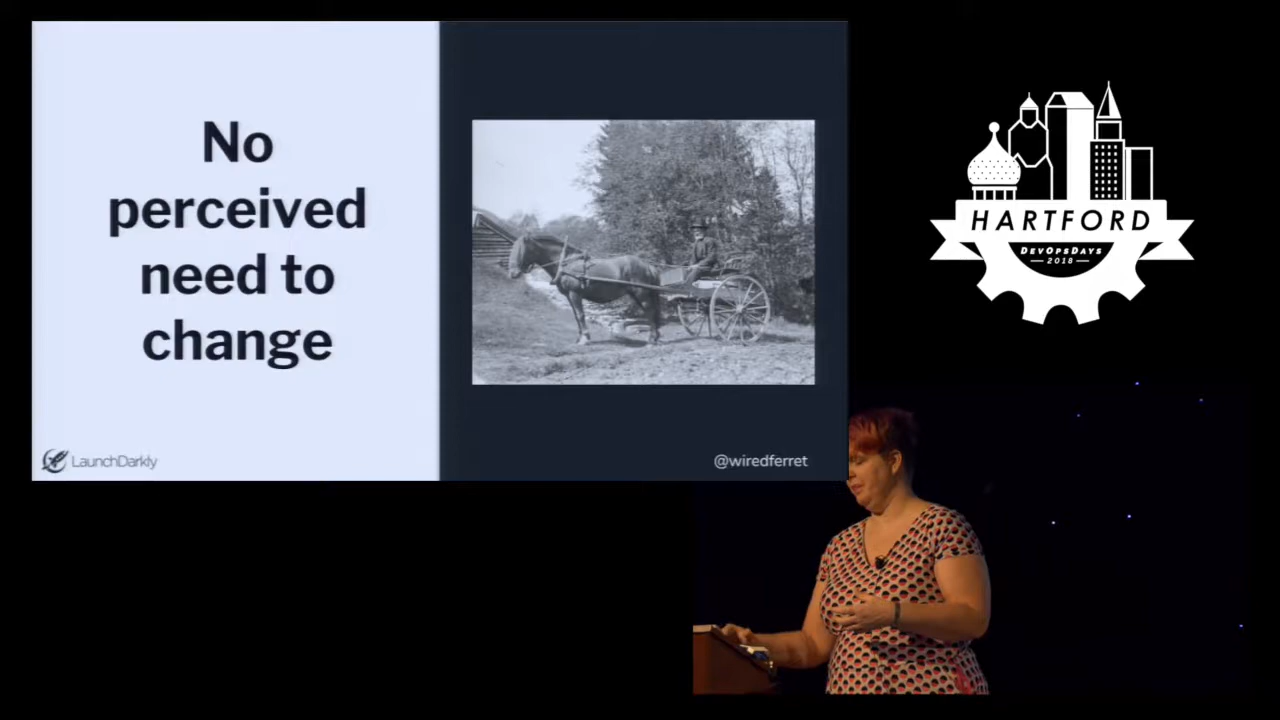 No
perceived
need to
change
LaunchDarkly
@wiredferret
HARTFORD
DEVOPSDAYS
2018